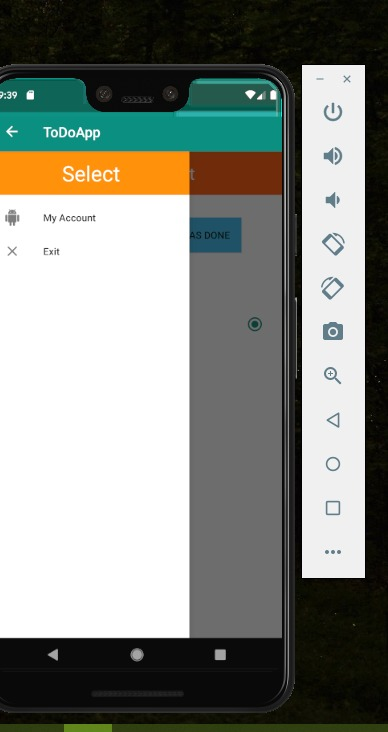 9:39
ToDoApp
Select
t
AS DONE
My Account
Exit